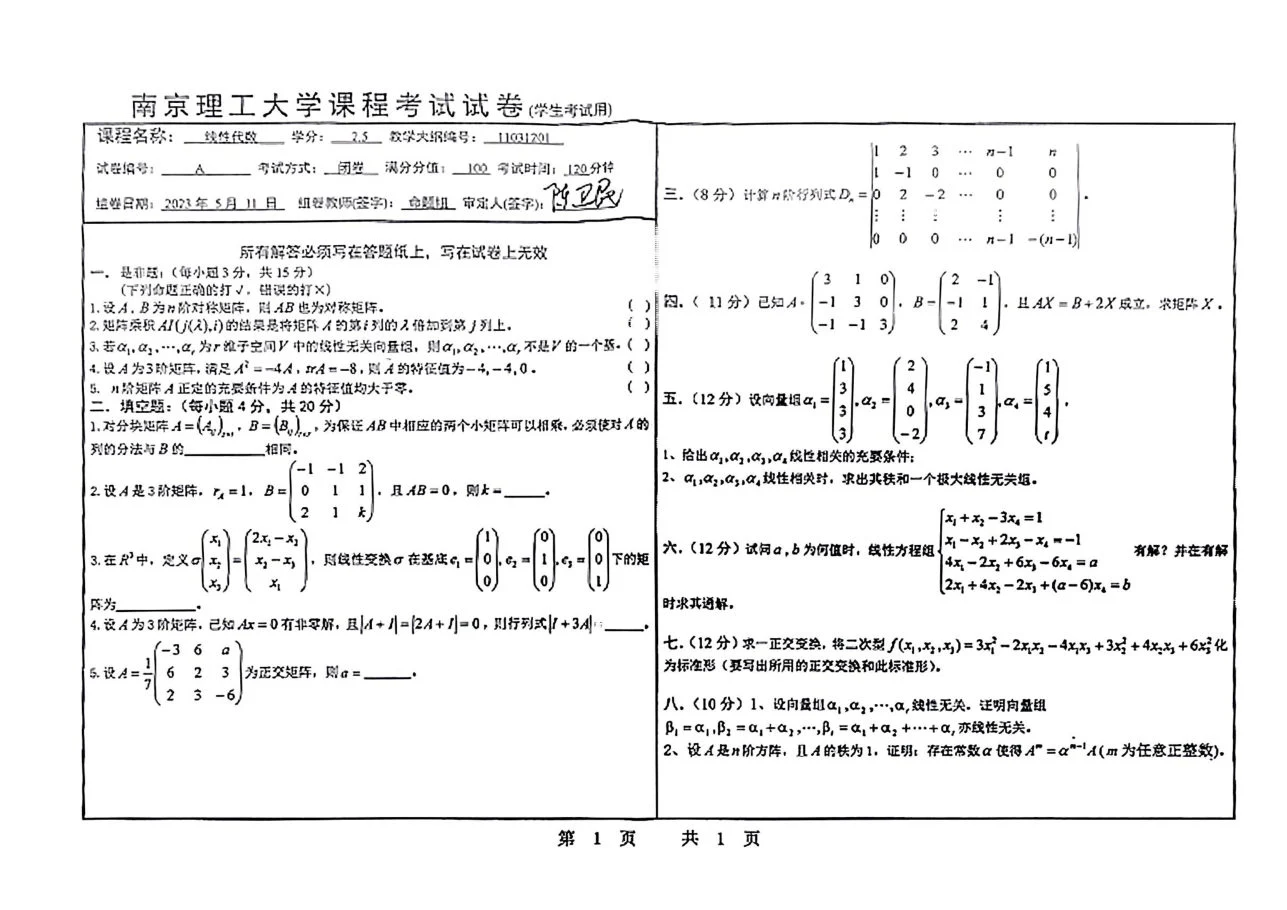 南京理工大学课程考试试卷(学生考试用)
课程名称： 线性代数 学分： 2.5 教学大纲编号： 11031201
试卷编号： A 考试方式： 闭卷 满分分值： 100 考试时间： 120分钟
组卷日期： 2023年5月11日 组卷教师(签字)： 命题组 审定人(签字)： 陈卫民
所有解答必须写在答题纸上，写在试卷上无效
一．是非题：（每小题3分，共15分）
（下列命题正确的打√，错误的打×）
1.设A，B为n阶对称矩阵，则AB也为对称矩阵。 ( )
2.矩阵乘积AI(j(λ),i)的结果是将矩阵A的第i列的λ倍加到第j列上。 ( )
3.若α₁,α₂,⋯,αᵣ为r维子空间V中的线性无关向量组，则α₁,α₂,⋯,αᵣ不是V的一个基。( )
4.设A为3阶矩阵，满足A²=−4A，trA=−8，则A的特征值为−4,−4,0。 ( )
5. n阶矩阵A正定的充要条件为A的特征值均大于零。 ( )
二．填空题：（每小题4分，共20分）
1.对分块矩阵A=(Aᵢⱼ) ，B=(Bᵢⱼ) ，为保证AB中相应的两个小矩阵可以相乘，必须使对A的
列的分法与B的__________相同。
2.设A是3阶矩阵，r_A=1，B=(−1 −1 2; 0 1 1; 2 1 k)，且AB=0，则k=_____。
3.在R³中，定义σ(x₁; x₂; x₃)=(2x₁−x₂; x₂−x₃; x₁)，则线性变换σ在基底e₁=(1; 0; 0),e₂=(0; 1; 0),e₃=(0; 0; 1)下的矩
阵为__________。
4.设A为3阶矩阵，已知Ax=0有非零解，且|A+I|=|2A+I|=0，则行列式|I+3A|=_____。
5.设A=1/7(−3 6 a; 6 2 3; 2 3 −6)为正交矩阵，则a=______。
三．（8分）计算n阶行列式Dₙ=|1 2 3 ⋯ n−1 n; 1 −1 0 ⋯ 0 0; 0 2 −2 ⋯ 0 0; ⋮ ⋮ ⋮ ⋮ ⋮; 0 0 0 ⋯ n−1 −(n−1)|．
四．（ 11分）已知A=(3 1 0; −1 3 0; −1 −1 3)，B=(2 −1; −1 1; 2 4)，且AX=B+2X成立，求矩阵X．
五．（12分）设向量组α₁=(1; 3; 3; 3),α₂=(2; 4; 0; −2),α₃=(−1; 1; 3; 7),α₄=(1; 5; 4; t)，
1、给出α₁,α₂,α₃,α₄线性相关的充要条件；
2、α₁,α₂,α₃,α₄线性相关时，求出其秩和一个极大线性无关组。
六．（12分）试问a,b为何值时，线性方程组{x₁+x₂−3x₄=1; x₁−x₂+2x₃−x₄=−1; 4x₁−2x₂+6x₃−6x₄=a; 2x₁+4x₂−2x₃+(a−6)x₄=b 有解？并在有解
时求其通解。
七．（12分）求一正交变换，将二次型f(x₁,x₂,x₃)=3x₁²−2x₁x₂−4x₁x₃+3x₂²+4x₂x₃+6x₃²化
为标准形（要写出所用的正交变换和此标准形）。
八．（10分）1、设向量组α₁,α₂,⋯,αᵣ线性无关．证明向量组
β₁=α₁,β₂=α₁+α₂,⋯,βᵣ=α₁+α₂+⋯+αᵣ亦线性无关。
2、设A是n阶方阵，且A的秩为1，证明：存在常数α使得Aᵐ=αⁿ⁻¹A(m为任意正整数)。
第 1 页 共 1 页